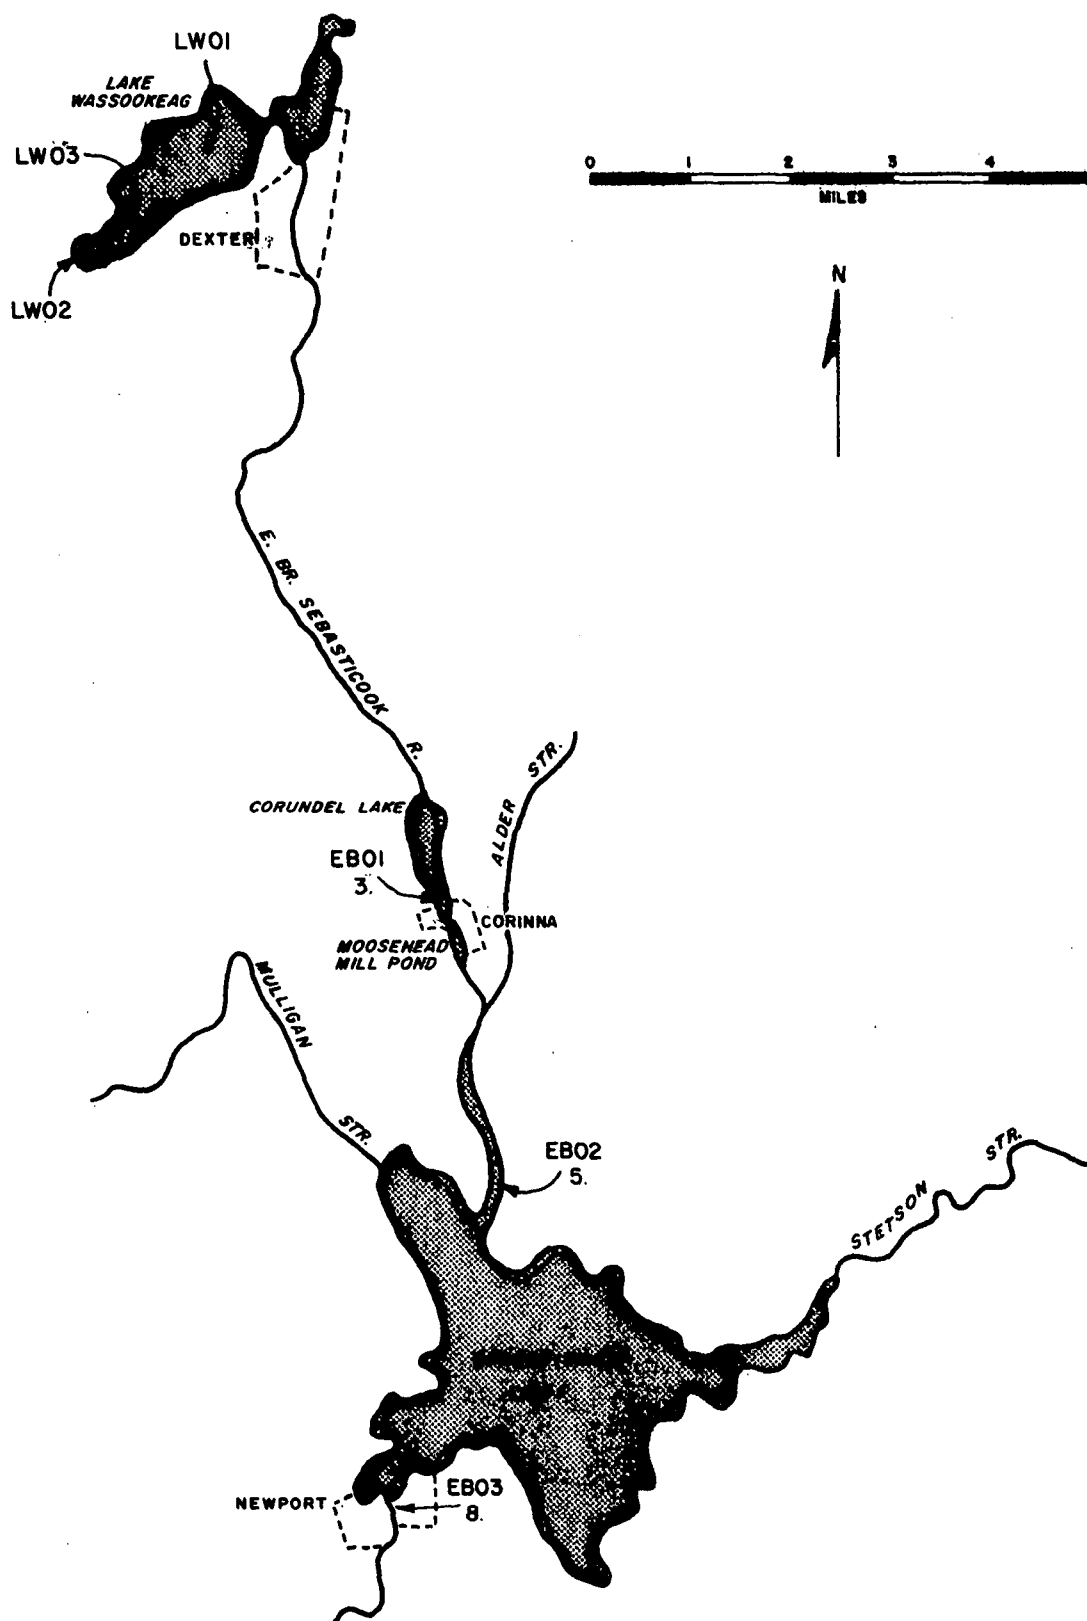 LW01
LAKE
WASSOOKEAG
LW03
DEXTER
LW02
0 1 2 3 4
MILES
N
E. BR. SEBASTICOOK R.
ALDER STR.
CORUNDEL LAKE
EB01
3.
CORINNA
MOOSEHEAD
MILL POND
MULLIGAN STR.
EB02
5.
STETSON STR.
NEWPORT
EB03
8.